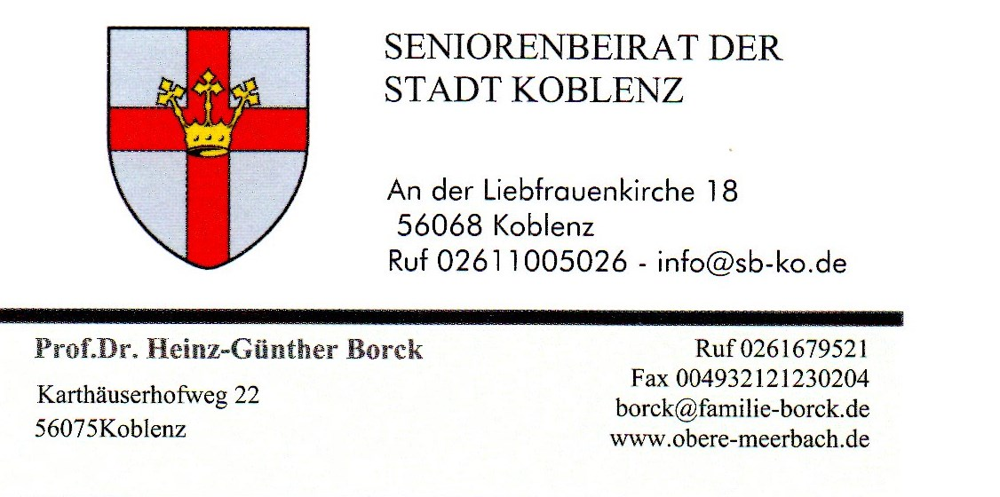 SENIORENBEIRAT DER
STADT KOBLENZ
An der Liebfrauenkirche 18
56068 Koblenz
Ruf 02611005026 - info@sb-ko.de
Prof.Dr. Heinz-Günther Borck
Karthäuserhofweg 22
56075Koblenz
Ruf 0261679521
Fax 004932121230204
borck@familie-borck.de
www.obere-meerbach.de